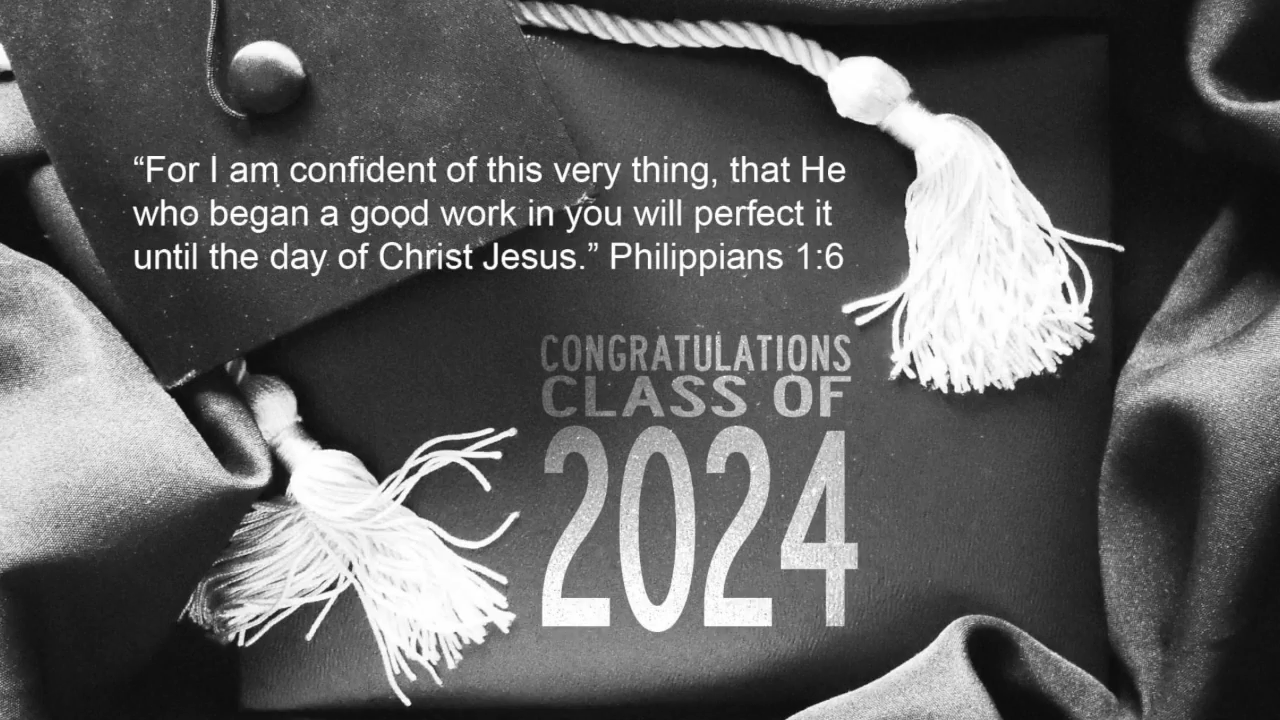 “For I am confident of this very thing, that He
who began a good work in you will perfect it
until the day of Christ Jesus.” Philippians 1:6
CONGRATULATIONS
CLASS OF
2024